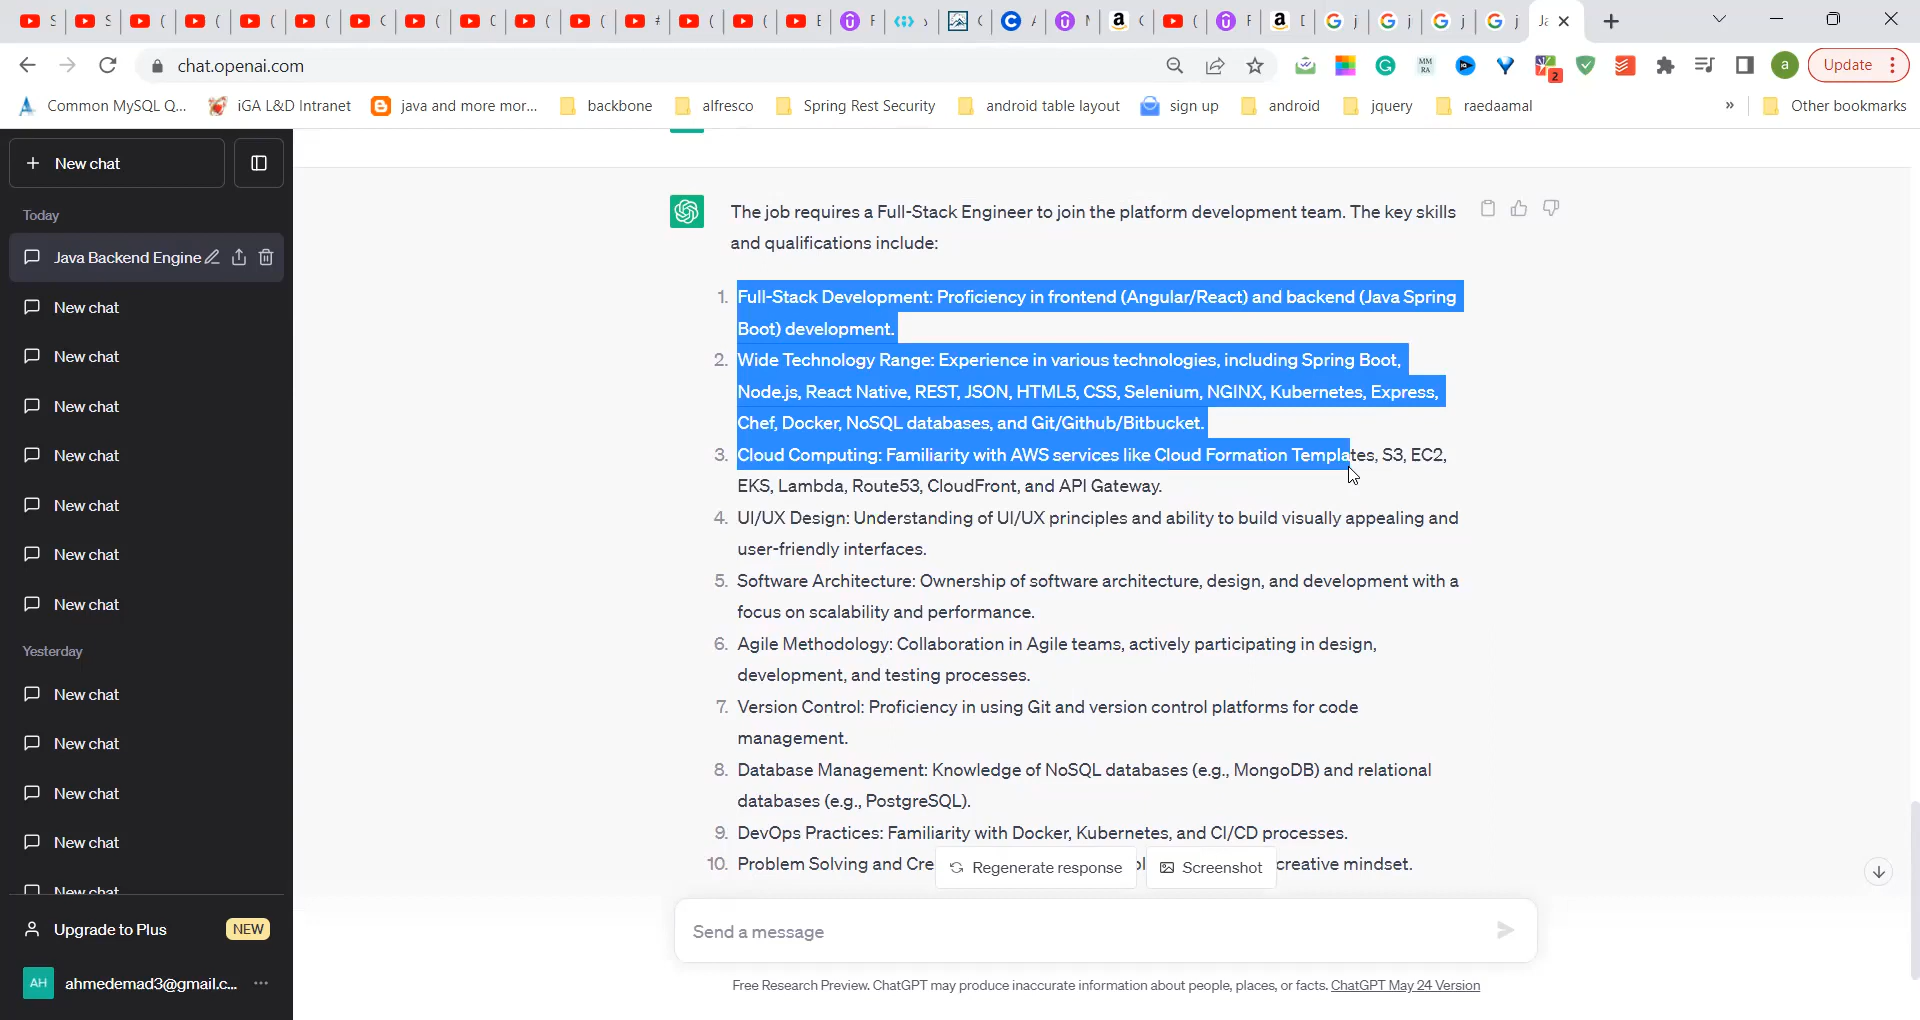 chat.openai.com
Update
Common MySQL Q...
iGA L&D Intranet
java and more mor...
backbone
alfresco
Spring Rest Security
android table layout
sign up
android
jquery
raedaamal
»
Other bookmarks
New chat
Today
Java Backend Engine
New chat
New chat
New chat
New chat
New chat
New chat
New chat
Yesterday
New chat
New chat
New chat
New chat
New chat
Upgrade to Plus
NEW
AH
ahmedemad3@gmail.c...
The job requires a Full-Stack Engineer to join the platform development team. The key skills
and qualifications include:
1. Full-Stack Development: Proficiency in frontend (Angular/React) and backend (Java Spring
Boot) development.
2. Wide Technology Range: Experience in various technologies, including Spring Boot,
Node.js, React Native, REST, JSON, HTML5, CSS, Selenium, NGINX, Kubernetes, Express,
Chef, Docker, NoSQL databases, and Git/Github/Bitbucket.
3. Cloud Computing: Familiarity with AWS services like Cloud Formation Templates, S3, EC2,
EKS, Lambda, Route53, CloudFront, and API Gateway.
4. UI/UX Design: Understanding of UI/UX principles and ability to build visually appealing and
user-friendly interfaces.
5. Software Architecture: Ownership of software architecture, design, and development with a
focus on scalability and performance.
6. Agile Methodology: Collaboration in Agile teams, actively participating in design,
development, and testing processes.
7. Version Control: Proficiency in using Git and version control platforms for code
management.
8. Database Management: Knowledge of NoSQL databases (e.g., MongoDB) and relational
databases (e.g., PostgreSQL).
9. DevOps Practices: Familiarity with Docker, Kubernetes, and CI/CD processes.
10. Problem Solving and Cre
creative mindset.
Regenerate response
Screenshot
Send a message
Free Research Preview. ChatGPT may produce inaccurate information about people, places, or facts. ChatGPT May 24 Version